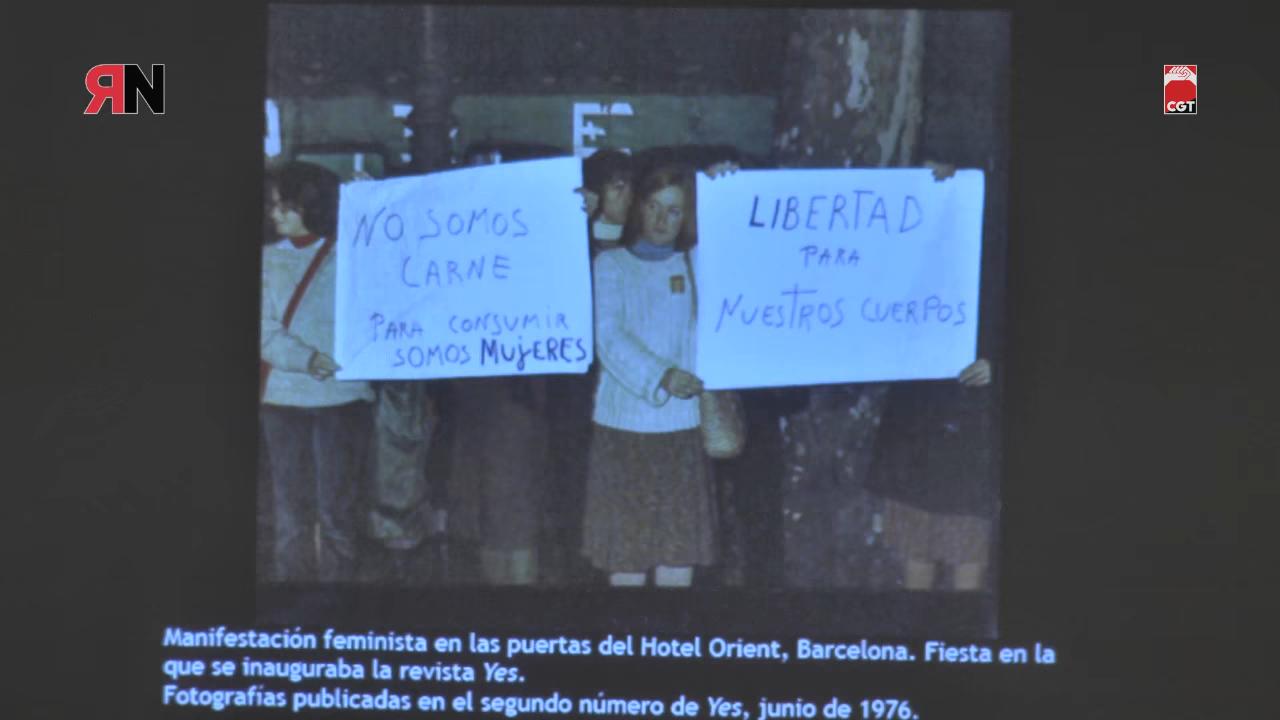 ЯN
CGT
E
NO SOMOS
CARNE
PARA CONSUMIR
SOMOS MUJERES
LIBERTAD
PARA
NUESTROS CUERPOS
Manifestación feminista en las puertas del Hotel Orient, Barcelona. Fiesta en la
que se inauguraba la revista Yes.
Fotografías publicadas en el segundo número de Yes, junio de 1976.